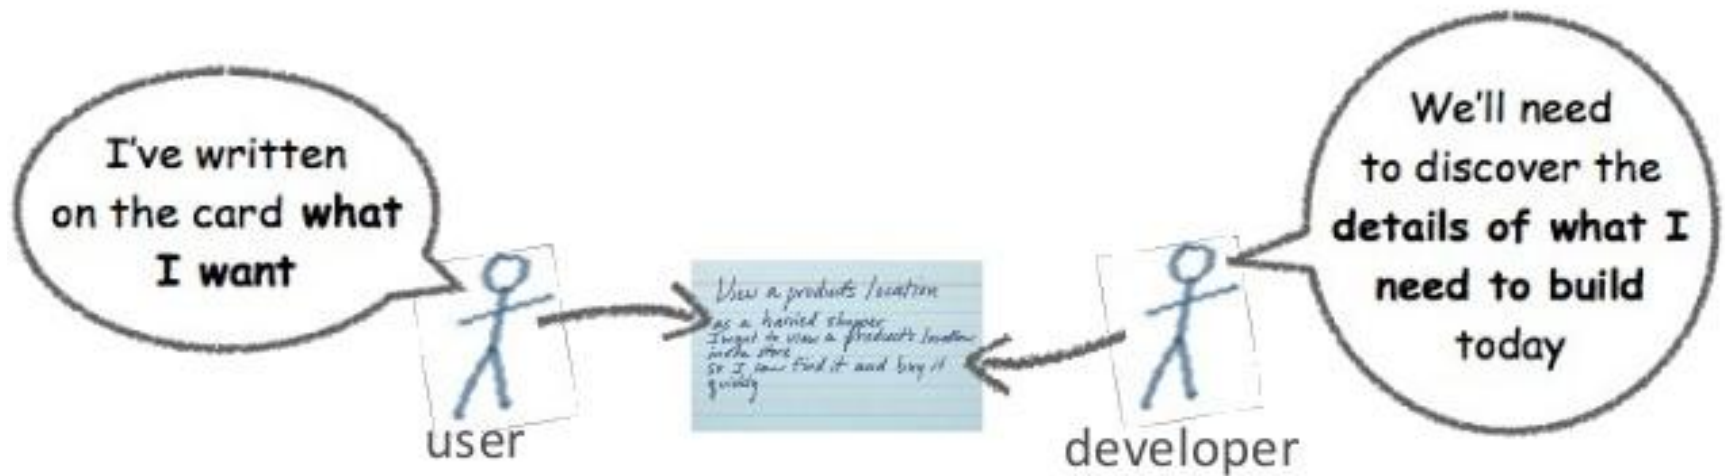 I've written
on the card what
I want
user
View a products location
as a harried shopper
I want to view a product's location
in the store
so I can find it and buy it
quickly
We'll need
to discover the
details of what I
need to build
today
developer